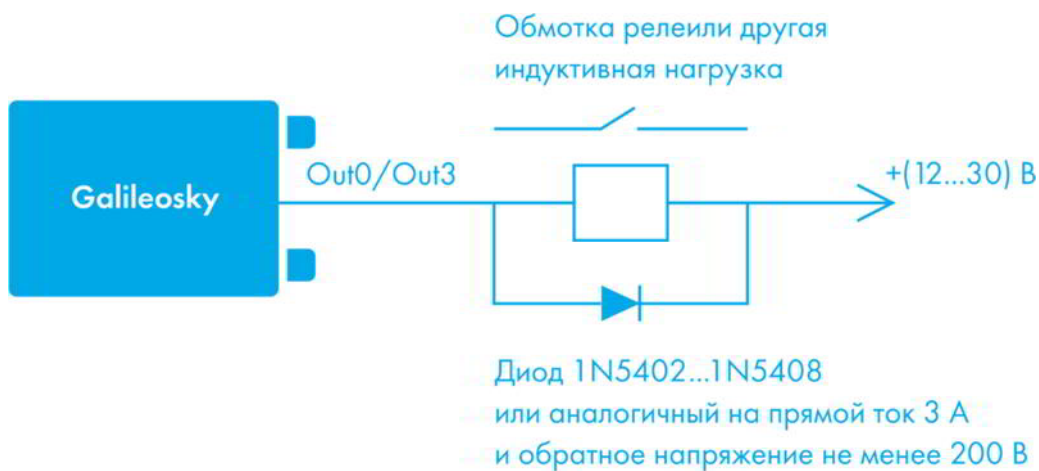 Обмотка релеили другая
индуктивная нагрузка
Galileosky
Out0/Out3
+(12...30) В
Диод 1N5402...1N5408
или аналогичный на прямой ток 3 А
и обратное напряжение не менее 200 В